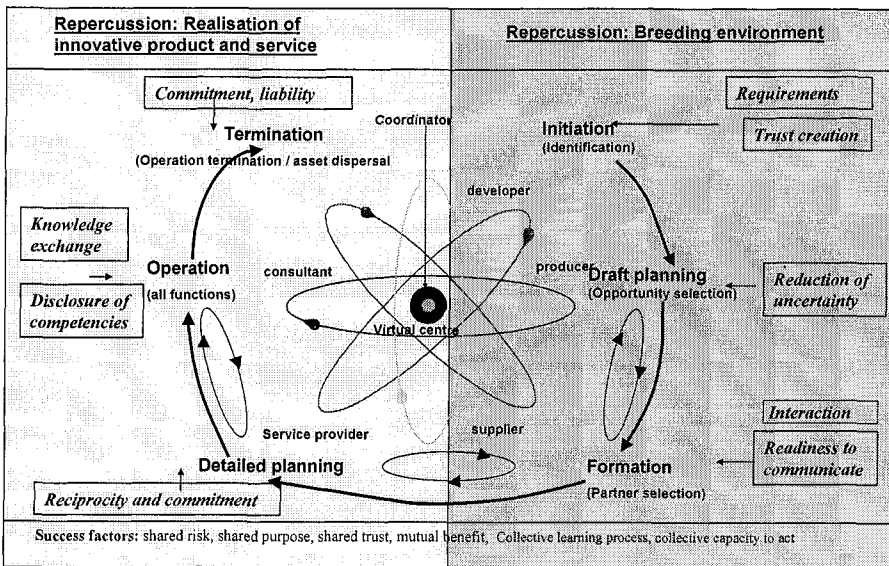 Repercussion: Realisation of
innovative product and service
Repercussion: Breeding environment
Commitment, liability
Termination
(Operation termination / asset dispersal
Coordinator
Initiation
(Identification)
Requirements
Trust creation
developer
Knowledge
exchange
Disclosure of
competencies
Operation
(all functions)
consultant
producer
Virtual centre
Draft planning
(Opportunity selection)
Reduction of
uncertainty
Service provider
supplier
Interaction
Readiness to
communicate
Detailed planning
Formation
(Partner selection)
Reciprocity and commitment
Success factors: shared risk, shared purpose, shared trust, mutual benefit, Collective learning process, collective capacity to act